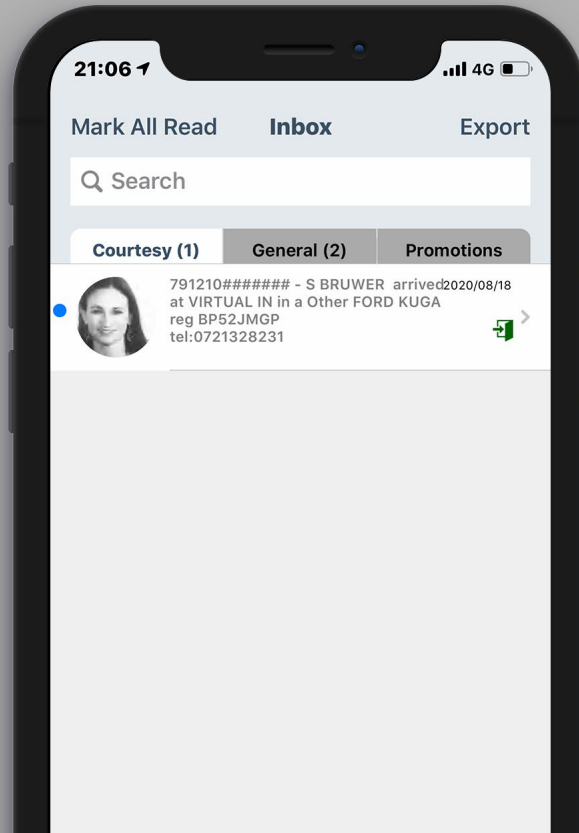 21:06 4G
Mark All Read Inbox Export
Search
Courtesy (1) General (2) Promotions
791210####### - S BRUWER arrived 2020/08/18
at VIRTUAL IN in a Other FORD KUGA
reg BP52JMGP
tel:0721328231